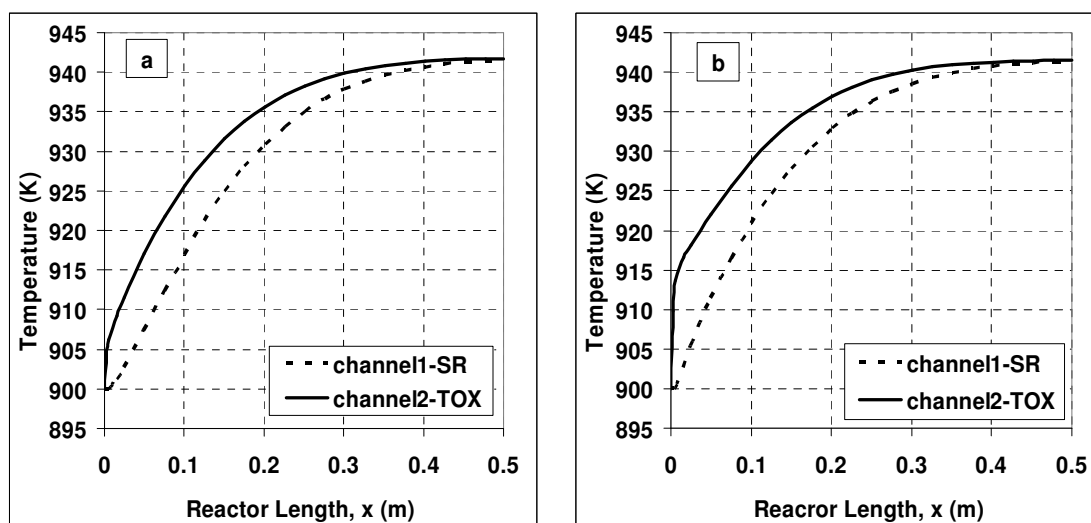 a
Temperature (K)
945
940
935
930
925
920
915
910
905
900
895
channel1-SR
channel2-TOX
0 0.1 0.2 0.3 0.4 0.5
Reactor Length, x (m)
b
Temperature (K)
945
940
935
930
925
920
915
910
905
900
895
channel1-SR
channel2-TOX
0 0.1 0.2 0.3 0.4 0.5
Reacror Length, x (m)